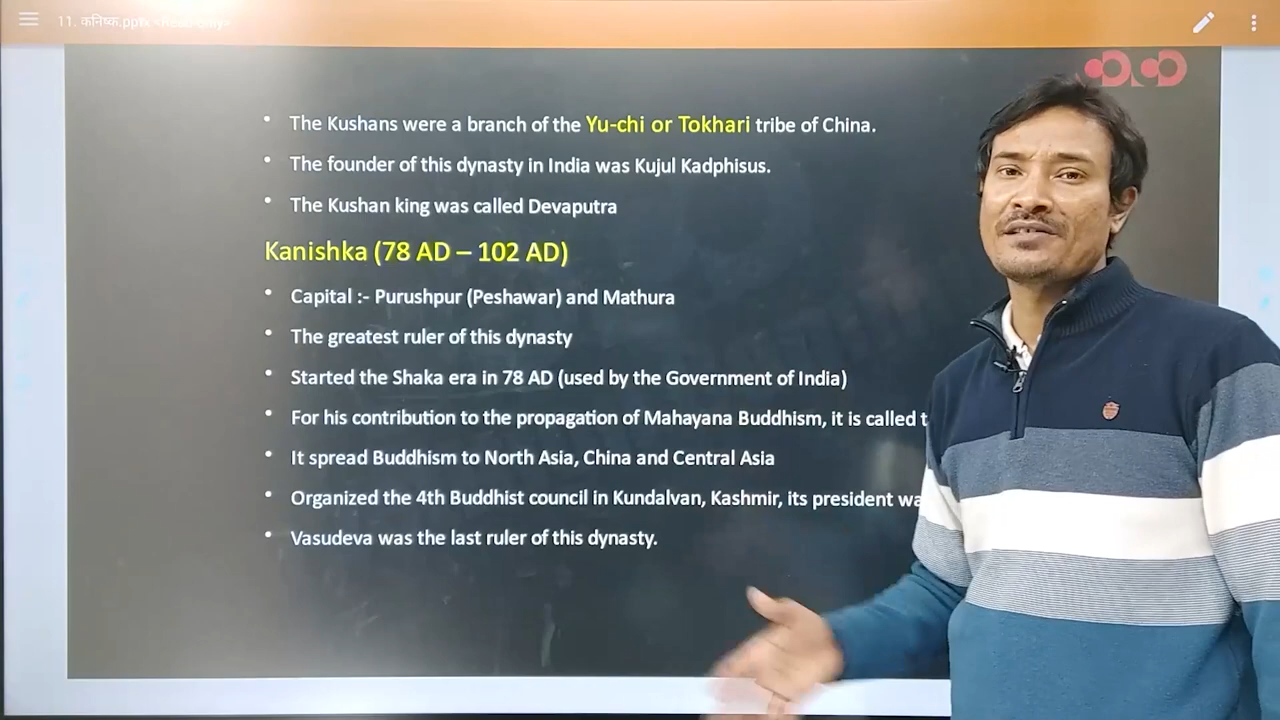 11. कनिष्क.pptx
The Kushans were a branch of the Yu-chi or Tokhari tribe of China.
The founder of this dynasty in India was Kujul Kadphisus.
The Kushan king was called Devaputra
Kanishka (78 AD – 102 AD)
Capital :- Purushpur (Peshawar) and Mathura
The greatest ruler of this dynasty
Started the Shaka era in 78 AD (used by the Government of India)
For his contribution to the propagation of Mahayana Buddhism, it is called
It spread Buddhism to North Asia, China and Central Asia
Organized the 4th Buddhist council in Kundalvan, Kashmir, its president
Vasudeva was the last ruler of this dynasty.